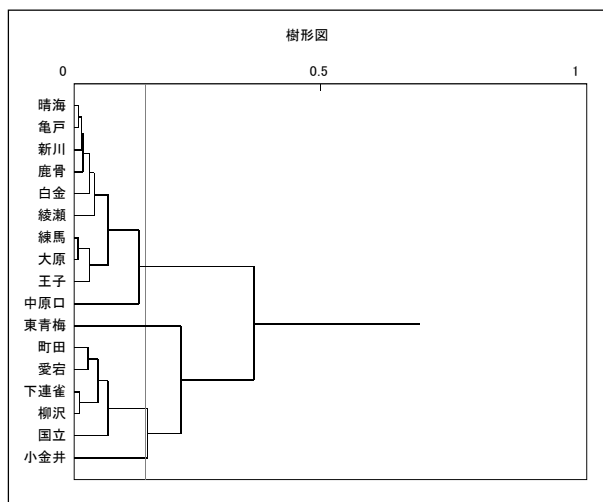 樹形図
0 0.5 1
晴海
亀戸
新川
鹿骨
白金
綾瀬
練馬
大原
王子
中原口
東青梅
町田
愛宕
下連雀
柳沢
国立
小金井